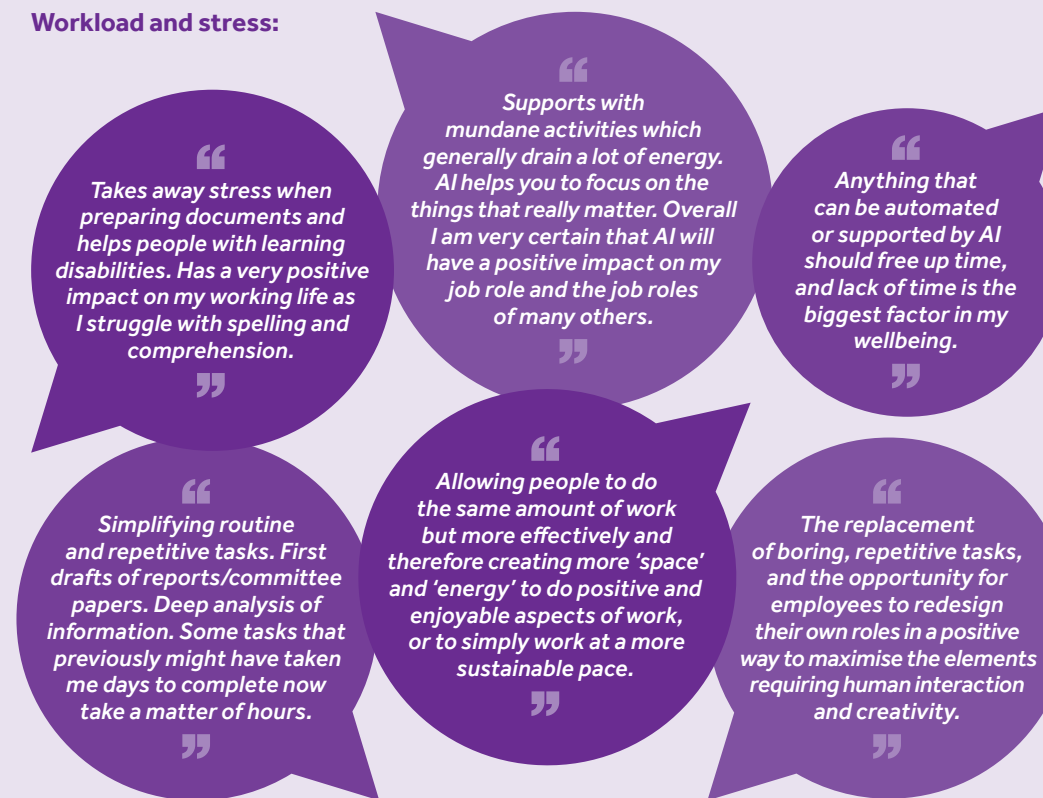 Workload and stress:
“
Takes away stress when
preparing documents and
helps people with learning
disabilities. Has a very positive
impact on my working life as
I struggle with spelling and
comprehension.
”
“
Supports with
mundane activities which
generally drain a lot of energy.
AI helps you to focus on the
things that really matter. Overall
I am very certain that AI will
have a positive impact on my
job role and the job roles
of many others.
”
“
Anything that
can be automated
or supported by AI
should free up time,
and lack of time is the
biggest factor in my
wellbeing.
”
“
Simplifying routine
and repetitive tasks. First
drafts of reports/committee
papers. Deep analysis of
information. Some tasks that
previously might have taken
me days to complete now
take a matter of hours.
”
“
Allowing people to do
the same amount of work
but more effectively and
therefore creating more ‘space’
and ‘energy’ to do positive and
enjoyable aspects of work,
or to simply work at a more
sustainable pace.
”
“
The replacement
of boring, repetitive tasks,
and the opportunity for
employees to redesign
their own roles in a positive
way to maximise the elements
requiring human interaction
and creativity.
”